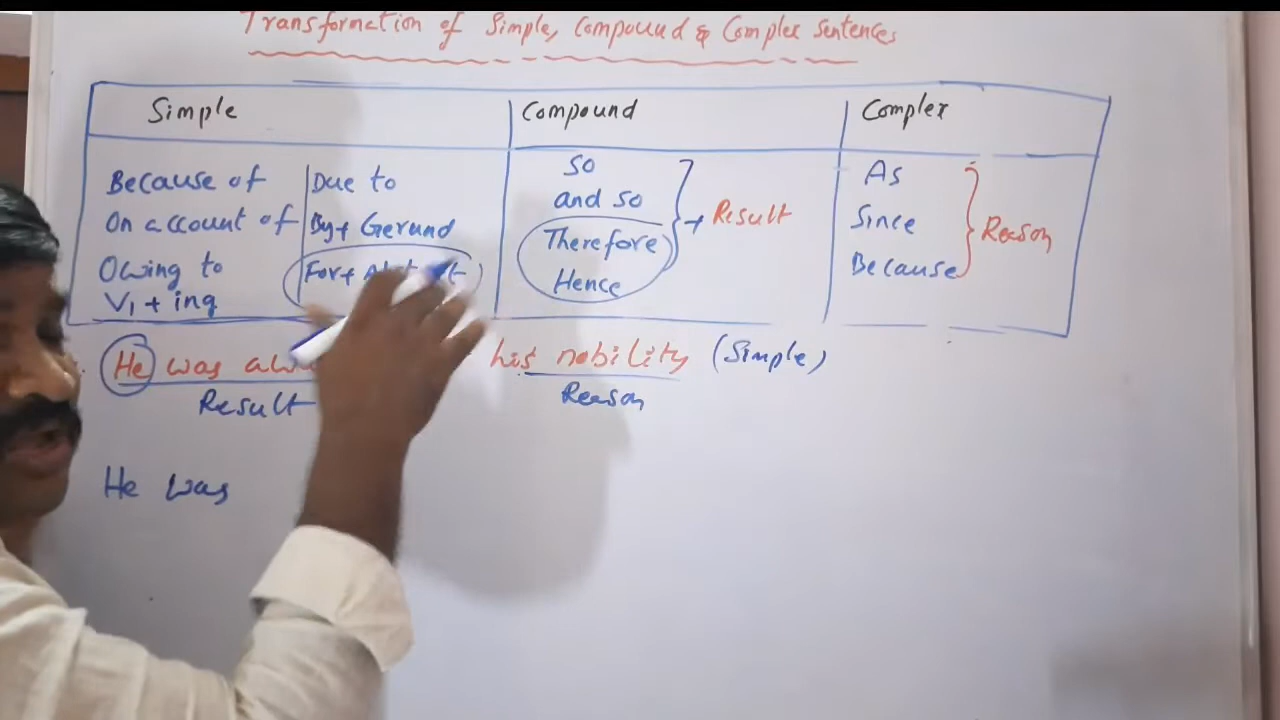 Transformation of Simple, Compound & Complex Sentences
Simple Compound Complex
Because of Due to So As
On account of By+ Gerund and so Result Since Reason
Owing to For+ Therefore Because
V1 + ing Hence
He was his nobility (Simple)
Result Reason
He was